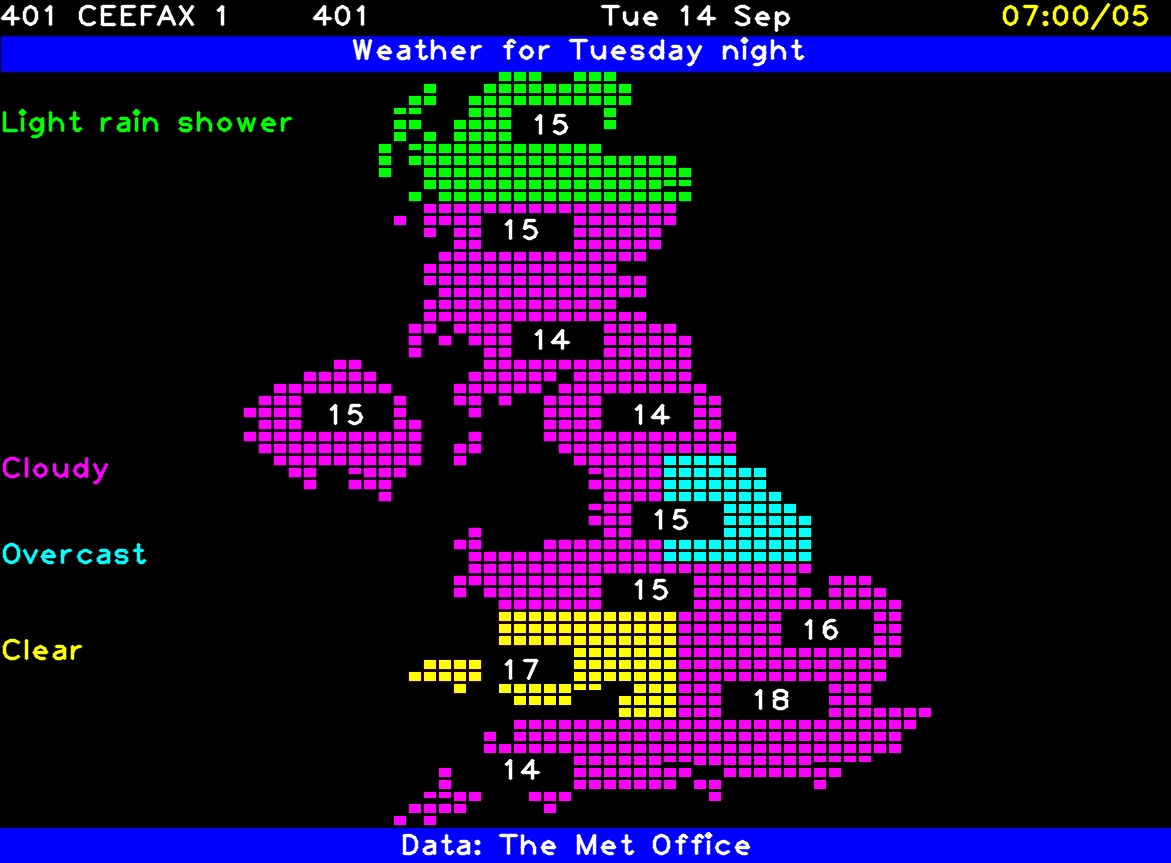 401 CEEFAX 1 401 Tue 14 Sep 07:00/05
Weather for Tuesday night
Light rain shower
15
15
14
15
14
Cloudy
15
Overcast
15
16
Clear
17
18
14
Data: The Met Office